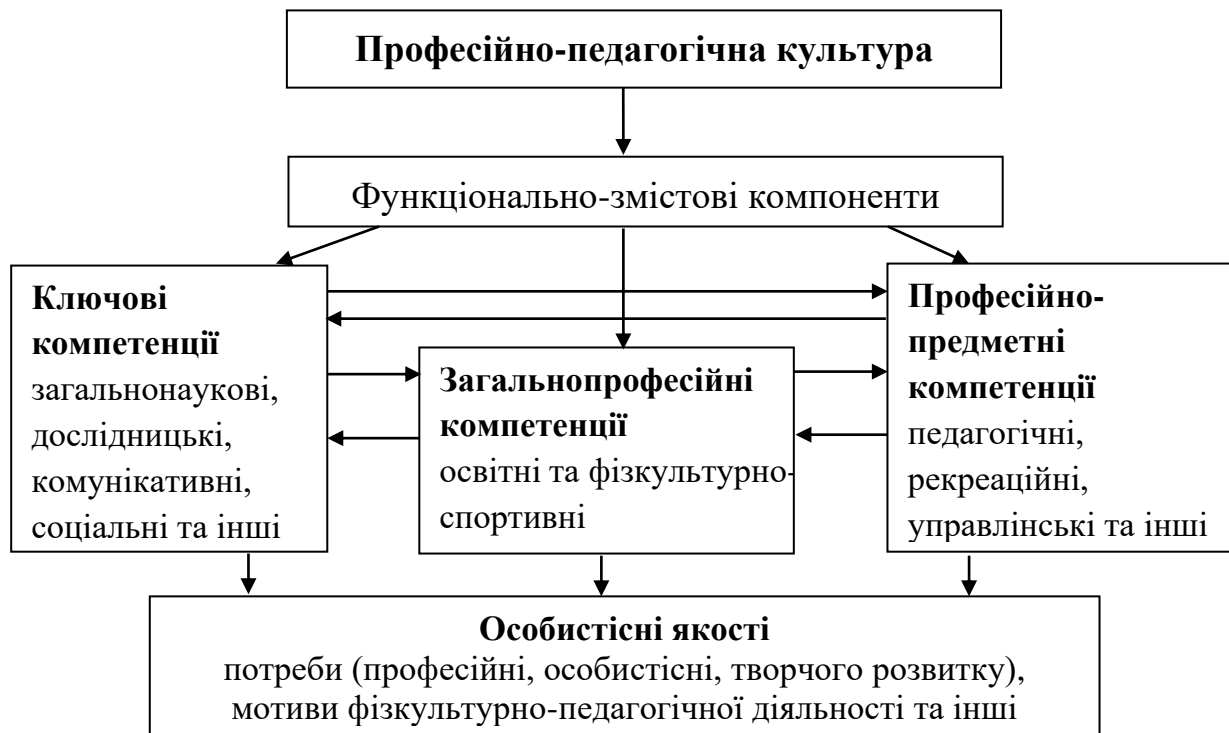 Професійно-педагогічна культура
Функціонально-змістові компоненти
Ключові
компетенції
загальнонаукові,
дослідницькі,
комунікативні,
соціальні та інші
Загальнопрофесійні
компетенції
освітні та фізкультурно-
спортивні
Професійно-
предметні
компетенції
педагогічні,
рекреаційні,
управлінські та інші
Особистісні якості
потреби (професійні, особистісні, творчого розвитку),
мотиви фізкультурно-педагогічної діяльності та інші